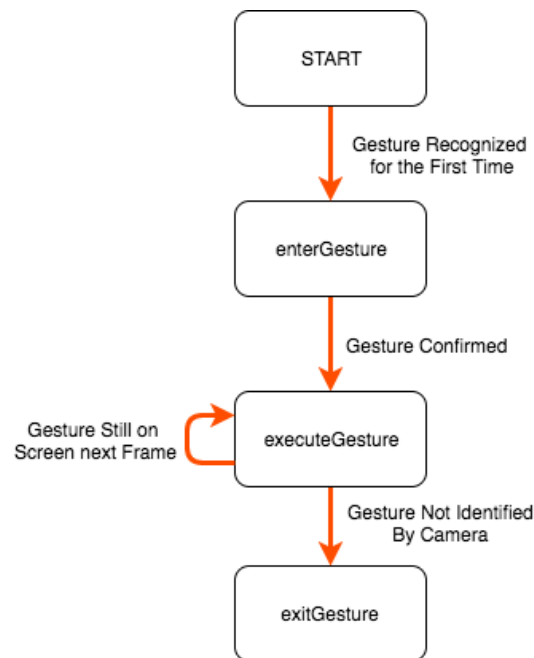 START
Gesture Recognized
for the First Time
enterGesture
Gesture Confirmed
Gesture Still on
Screen next Frame
executeGesture
Gesture Not Identified
By Camera
exitGesture